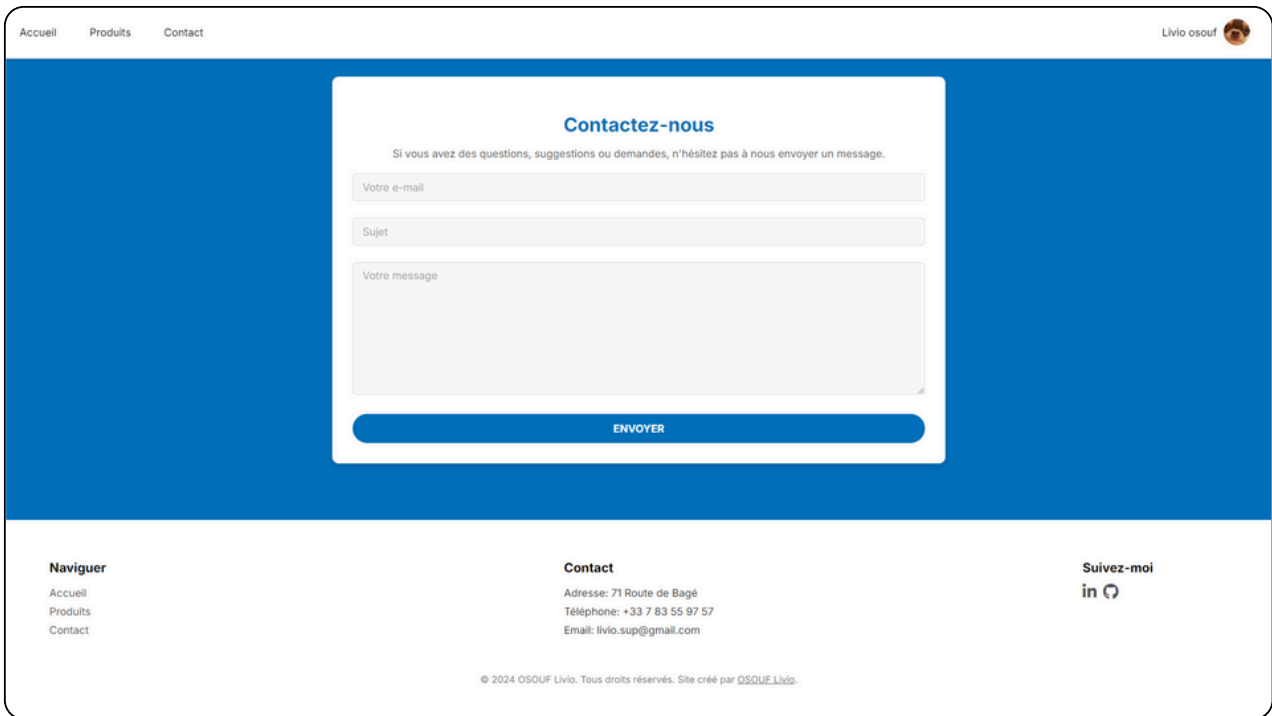 Accueil Produits Contact Livio osouf
Contactez-nous
Si vous avez des questions, suggestions ou demandes, n'hésitez pas à nous envoyer un message.
Votre e-mail
Sujet
Votre message
ENVOYER
Naviguer
Accueil
Produits
Contact
Contact
Adresse: 71 Route de Bagé
Téléphone: +33 7 83 55 97 57
Email: livio.sup@gmail.com
Suivez-moi
in
© 2024 OSOUF Livio. Tous droits réservés. Site créé par OSOUF Livio.